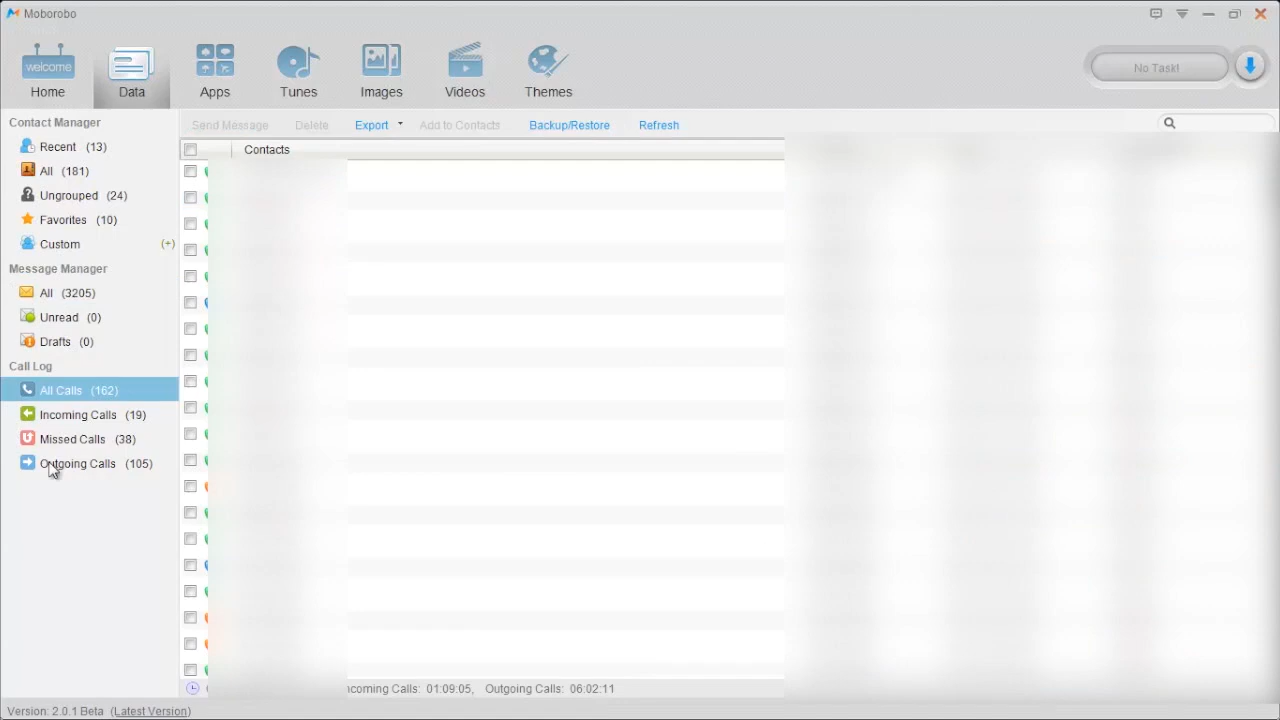 Moborobo
welcome
Home
Data
Apps
Tunes
Images
Videos
Themes
No Task!
Contact Manager
Recent (13)
All (181)
Ungrouped (24)
Favorites (10)
Custom (+)
Message Manager
All (3205)
Unread (0)
Drafts (0)
Call Log
All Calls (162)
Incoming Calls (19)
Missed Calls (38)
Outgoing Calls (105)
Send Message Delete Export Add to Contacts Backup/Restore Refresh
Contacts
Calls: 01:09:05, Outgoing Calls: 06:02:11
Version: 2.0.1 Beta (Latest Version)